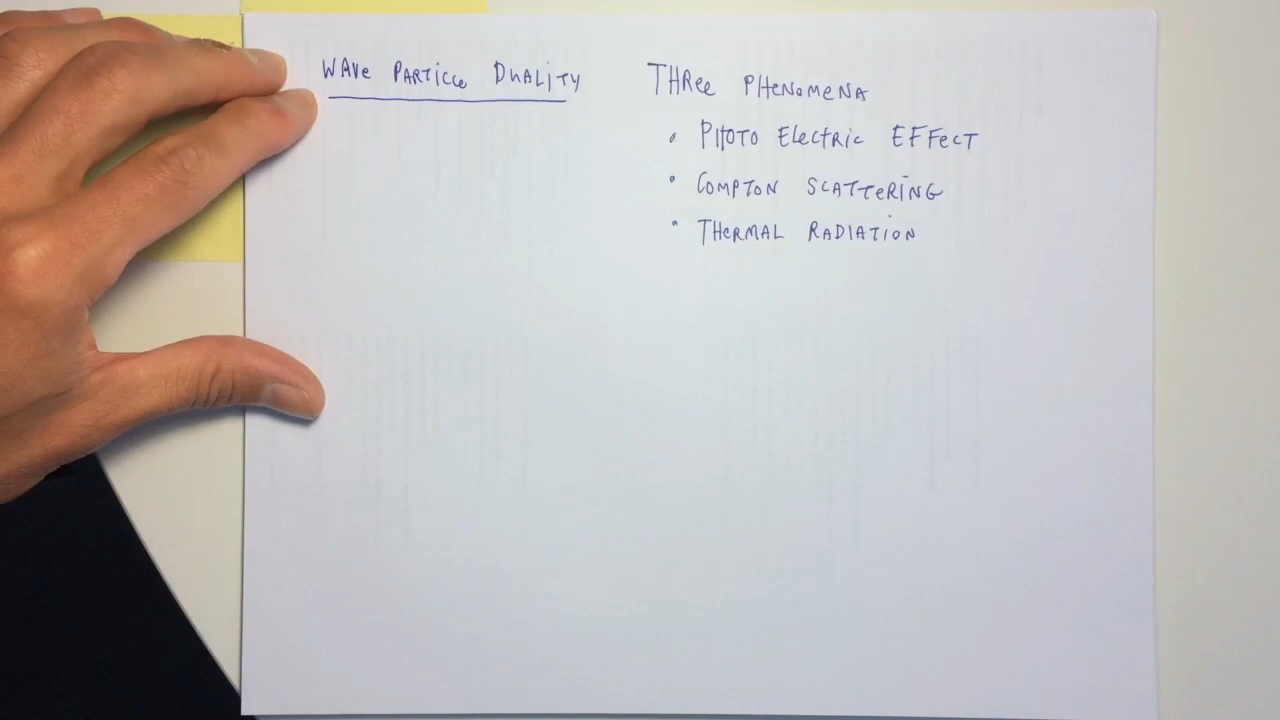 WAVE PARTICLE DUALITY
THREE PHENOMENA
• PHOTO ELECTRIC EFFECT
• COMPTON SCATTERING
• THERMAL RADIATION